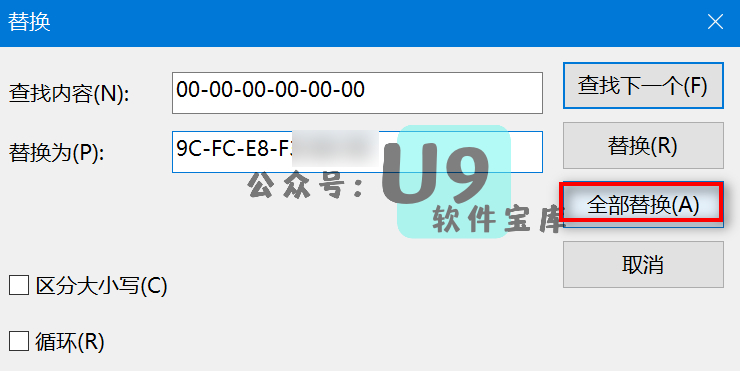 替换
查找内容(N):
00-00-00-00-00-00
查找下一个(F)
替换为(P):
9C-FC-E8-F
替换(R)
公众号：U9
软件宝库
全部替换(A)
取消
区分大小写(C)
循环(R)